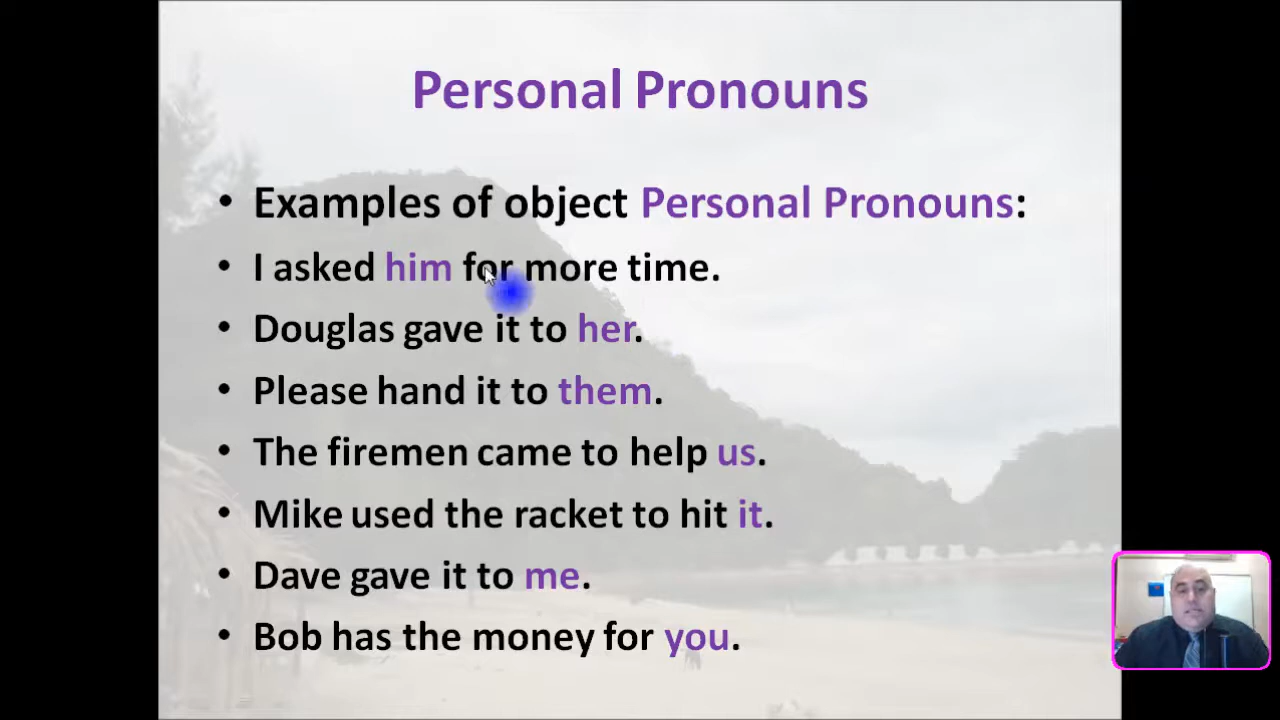 Personal Pronouns
• Examples of object Personal Pronouns:
• I asked him for more time.
• Douglas gave it to her.
• Please hand it to them.
• The firemen came to help us.
• Mike used the racket to hit it.
• Dave gave it to me.
• Bob has the money for you.